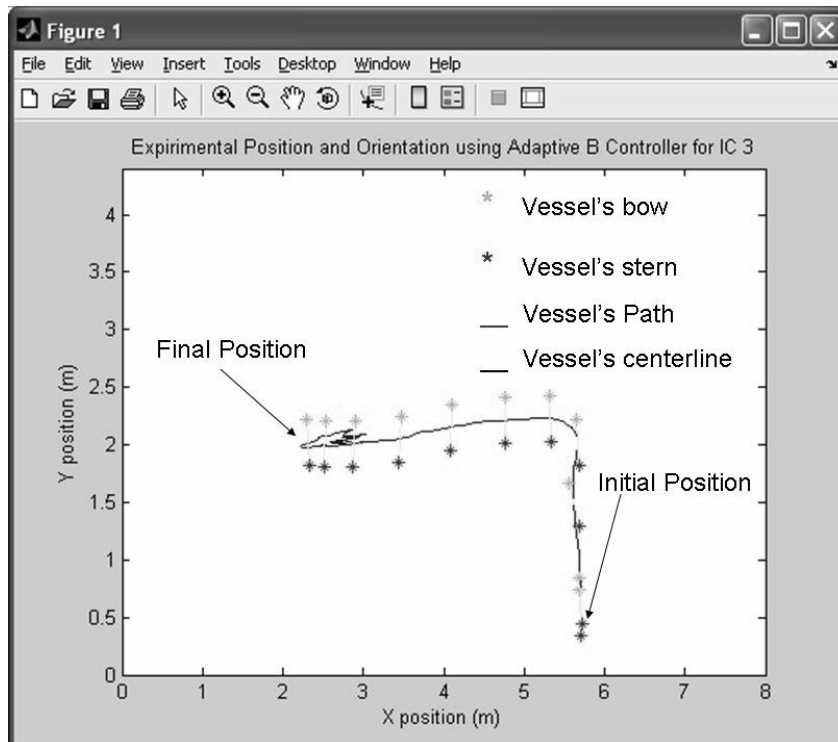 Figure 1
File Edit View Insert Tools Desktop Window Help
Expirimental Position and Orientation using Adaptive B Controller for IC 3
Vessel's bow
Vessel's stern
Vessel's Path
Vessel's centerline
Final Position
Initial Position
Y position (m)
4
3.5
3
2.5
2
1.5
1
0.5
0
0 1 2 3 4 5 6 7 8
X position (m)